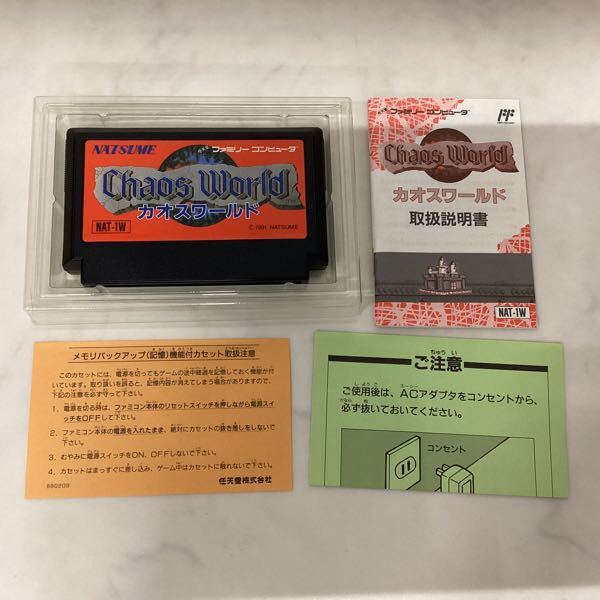 NATSUME
ファミリー コンピュータ
Chaos World
カオスワールド
NAT-1W
© 1991 NATSUME
ファミリー コンピュータ
Chaos World
カオスワールド
取扱説明書
NAT-1W
メモリバックアップ(記憶)機能付カセット取扱注意
このカセットには、電源を切ってもゲームの途中経過を記憶しておく機能が付
いています。取り扱いを誤ると、記憶内容が消えてしまう場合がありますので、
下記の注意を必ず守って下さい。
1. 電源を切る時は、ファミコン本体のリセットスイッチを押しながら電源スイ
ッチをOFFして下さい。
2. ファミコン本体の電源を入れたまま、絶対にカセットの抜き差しをしないで
下さい。
3. むやみに電源スイッチをON、OFFしないで下さい。
4. カセットはまっすぐに差し込み、ゲーム中はカセットに触れないで下さい。
890209
任天堂株式会社
ご注意
ご使用後は、ACアダプタをコンセントから、
必ず抜いておいてください。
コンセント